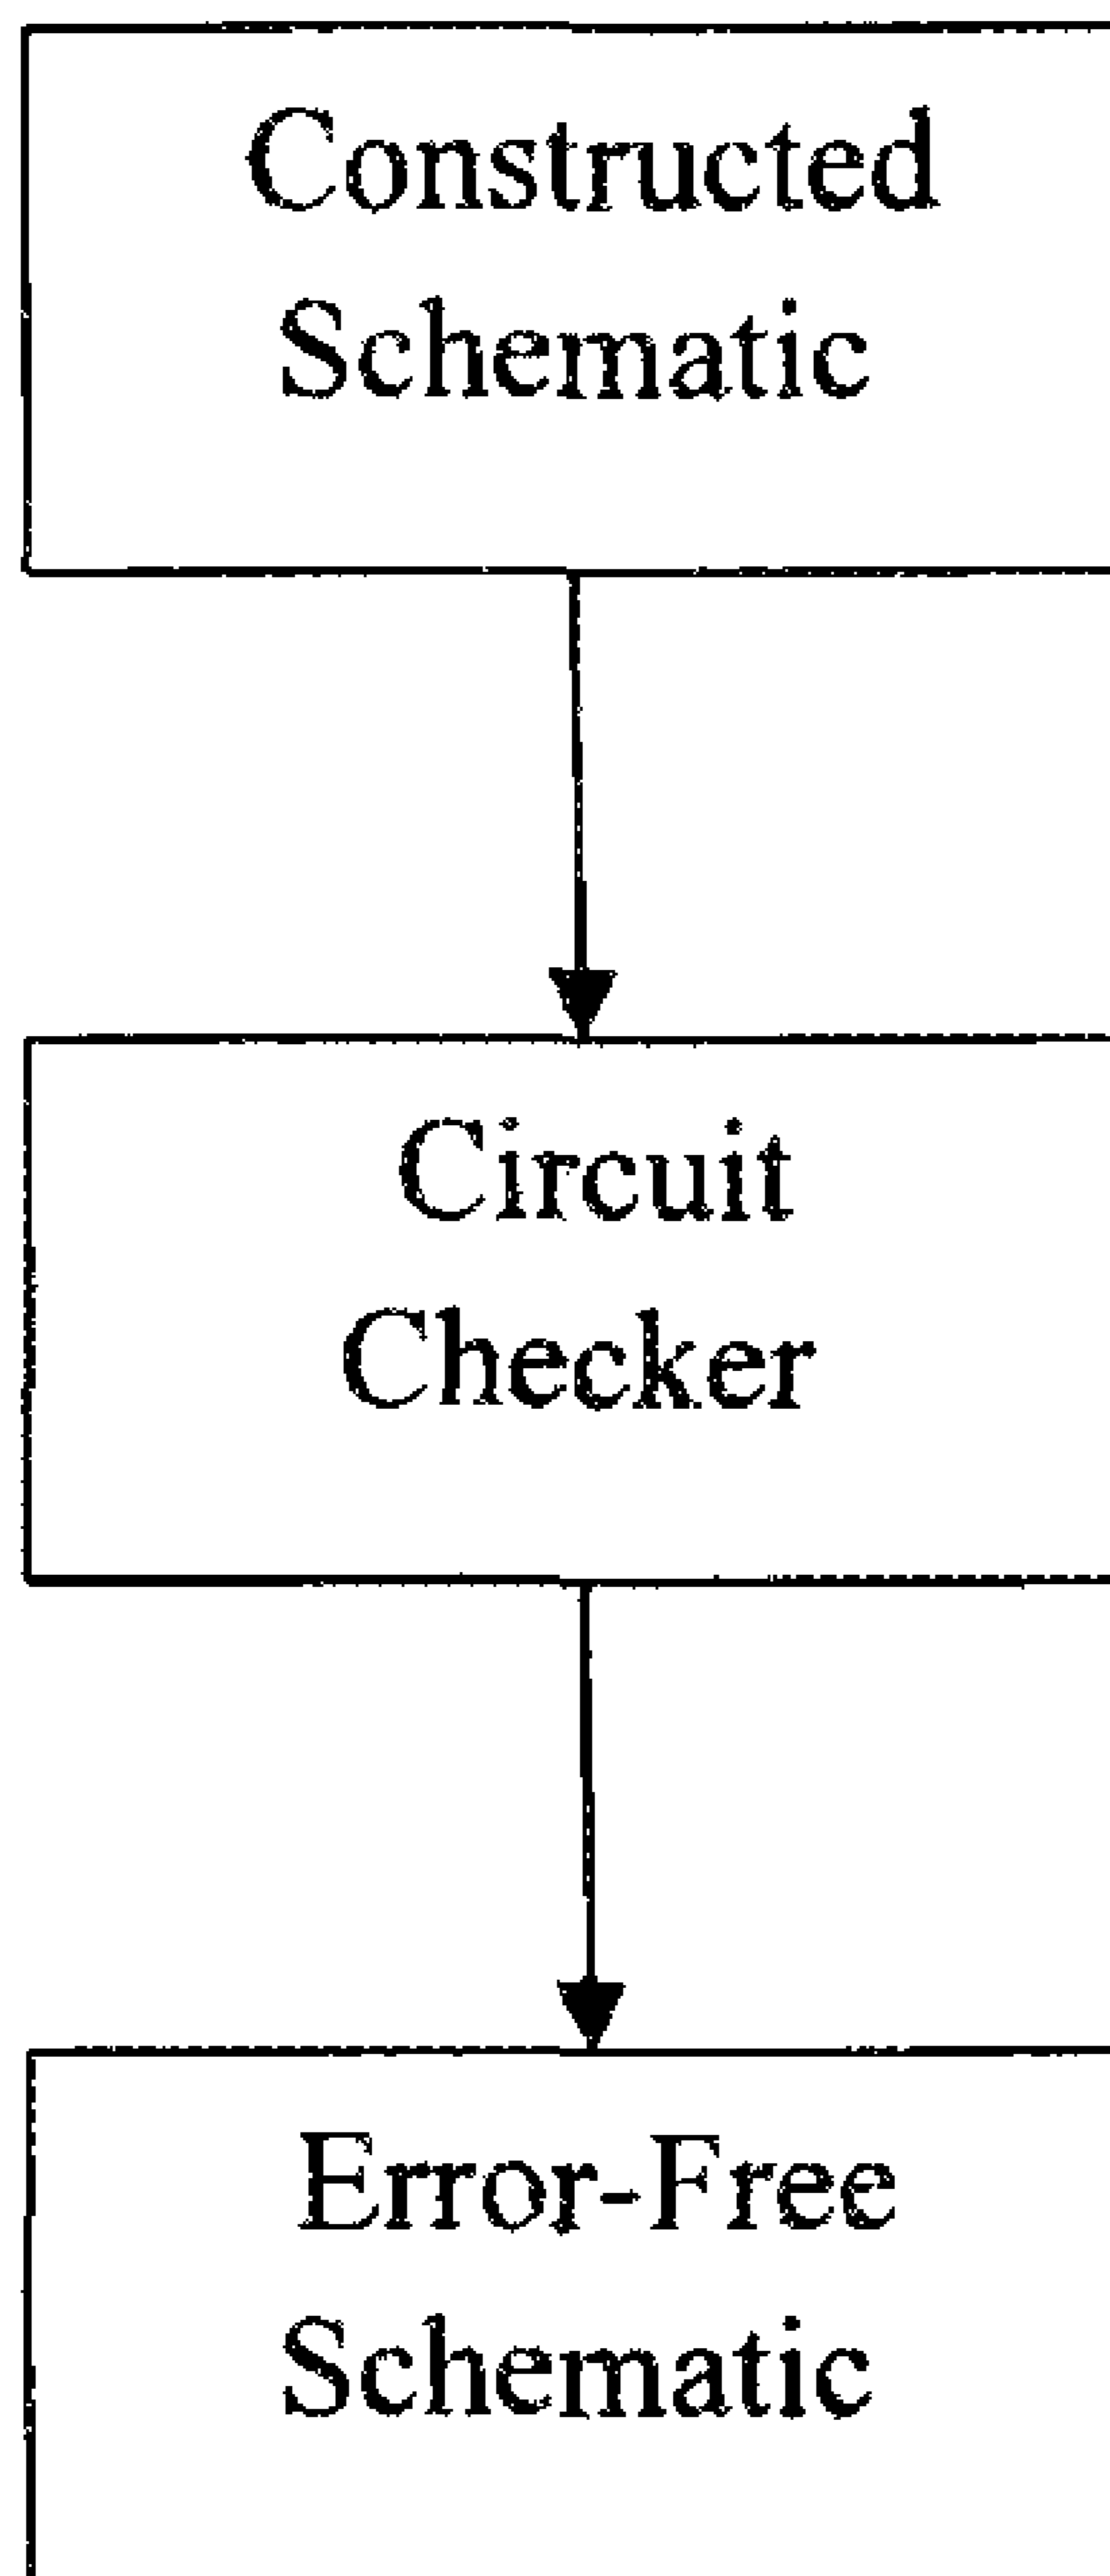 Constructed
Schematic
Circuit
Checker
Error-Free
Schematic